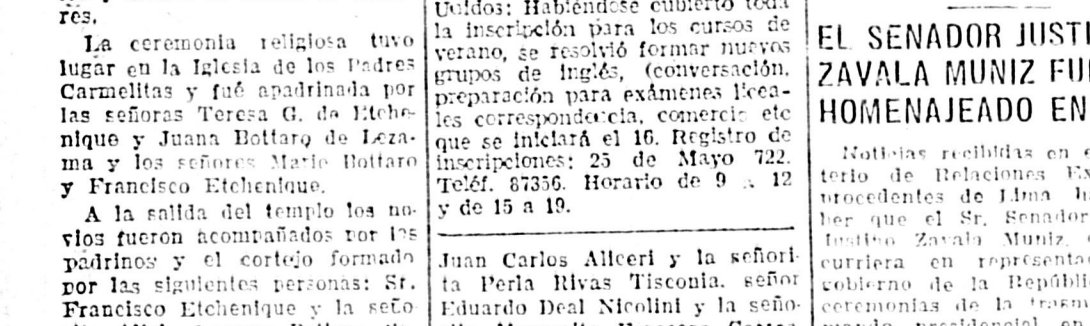 res.
La ceremonia religiosa tuvo
lugar en la Iglesia de los Padres
Carmelitas y fué apadrinada por
las señoras Teresa G. de Etche-
nique y Juana Bottaro de Leza-
ma y los señores Mario Bottaro
y Francisco Etchenique.
A la salida del templo los no-
vios fueron acompañados por los
padrinos y el cortejo formado
por las siguientes personas: Sr.
Francisco Etchenique y la seño-
Unidos: Habiéndose cubierto toda
la inscripción para los cursos de
verano, se resolvió formar nuevos
grupos de inglés, (conversación,
preparación para exámenes licea-
les correspondencia, comercio etc
que se iniciará el 16. Registro de
inscripciones: 25 de Mayo 722.
Teléf. 87356. Horario de 9 a 12
y de 15 a 19.
Juan Carlos Aliceri y la señori-
ta Perla Rivas Tisconia, señor
Eduardo Deal Nicolini y la seño-
EL SENADOR JUSTI
ZAVALA MUNIZ FU
HOMENAJEADO EN
Noticias recibidas en
terio de Relaciones Ex
procedentes de Lima
ber que el Sr. Senador
Justino Zavala Muniz,
curriera en representa
gobierno de la Repúbl
ceremonias de la
presidencial en